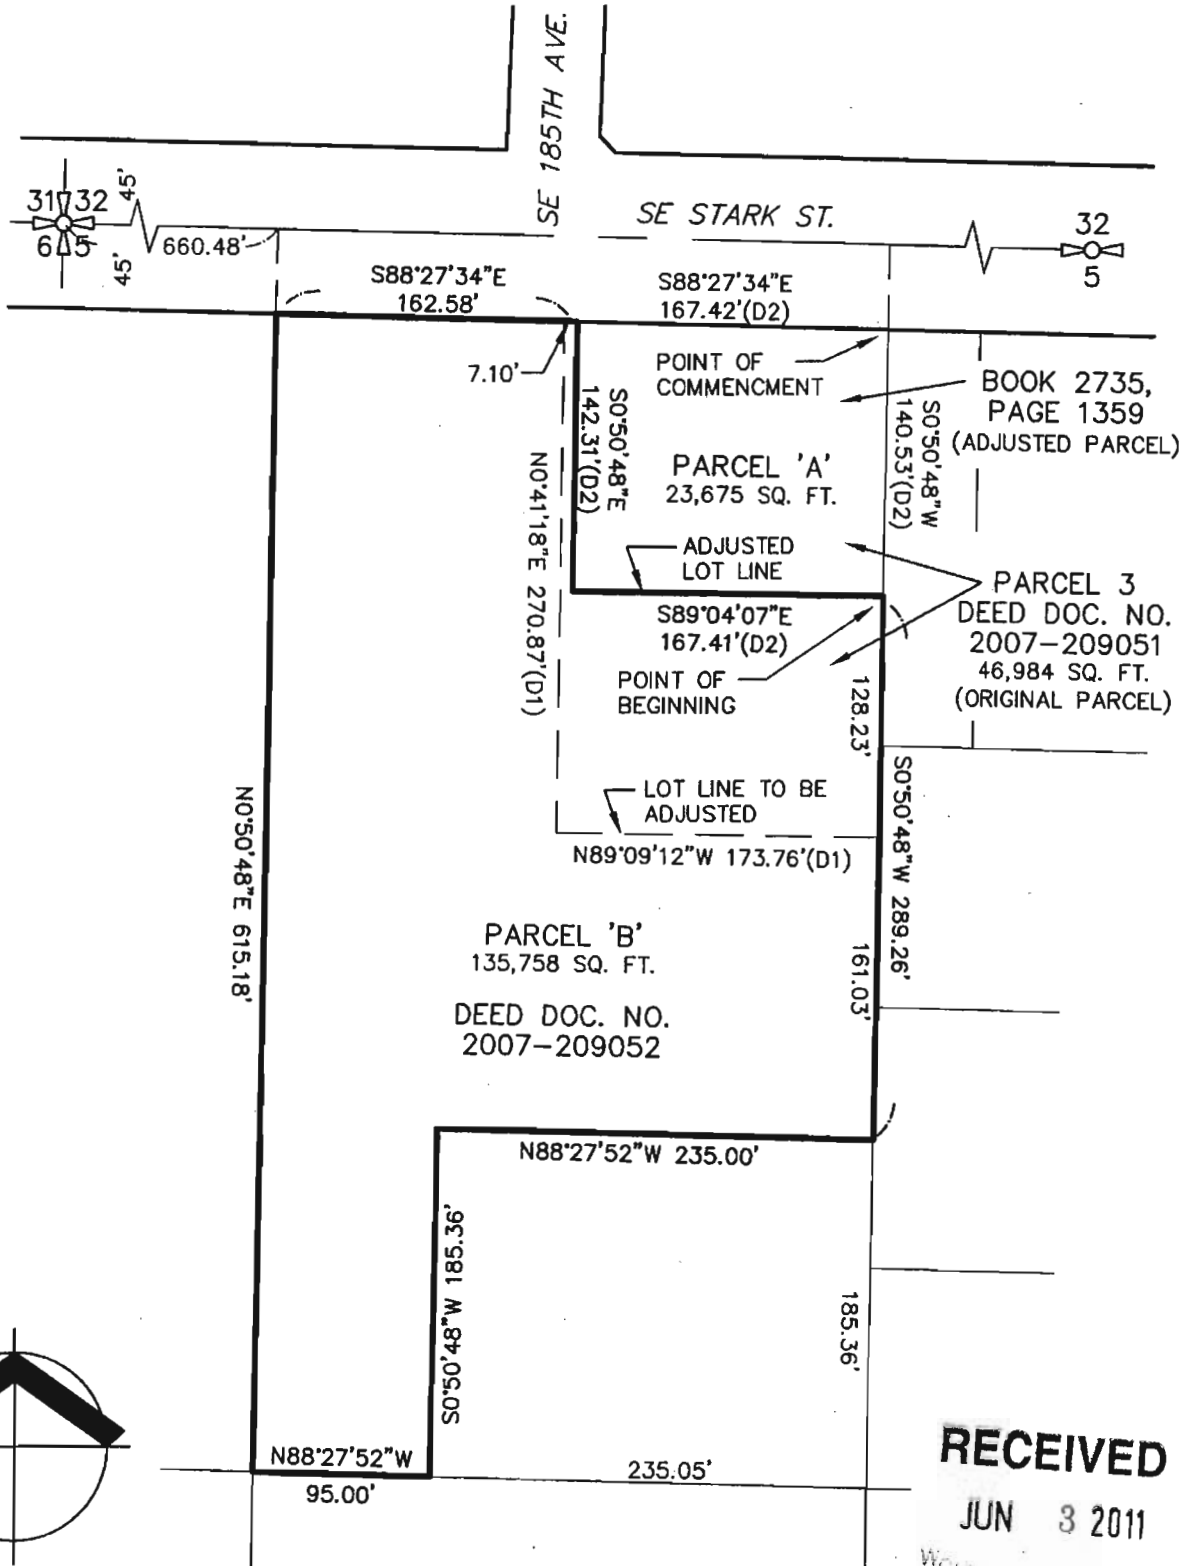 SE 185TH AVE.
SE STARK ST.
31 32
6 5
45'
45'
660.48'
32
5
S88°27'34"E
162.58'
S88°27'34"E
167.42'(D2)
7.10'
POINT OF
COMMENCMENT
BOOK 2735,
PAGE 1359
(ADJUSTED PARCEL)
S0°50'48"E
142.31'(D2)
S0°50'48"W
140.53'(D2)
PARCEL 'A'
23,675 SQ. FT.
N0°41'18"E 270.87'(D1)
ADJUSTED
LOT LINE
S89°04'07"E
167.41'(D2)
PARCEL 3
DEED DOC. NO.
2007-209051
46,984 SQ. FT.
(ORIGINAL PARCEL)
POINT OF
BEGINNING
128.23'
LOT LINE TO BE
ADJUSTED
N89°09'12"W 173.76'(D1)
S0°50'48"W 289.26'
N0°50'48"E 615.18'
PARCEL 'B'
135,758 SQ. FT.
DEED DOC. NO.
2007-209052
161.03'
N88°27'52"W 235.00'
S0°50'48"W 185.36'
185.36'
N88°27'52"W
95.00'
235.05'
RECEIVED
JUN 3 2011